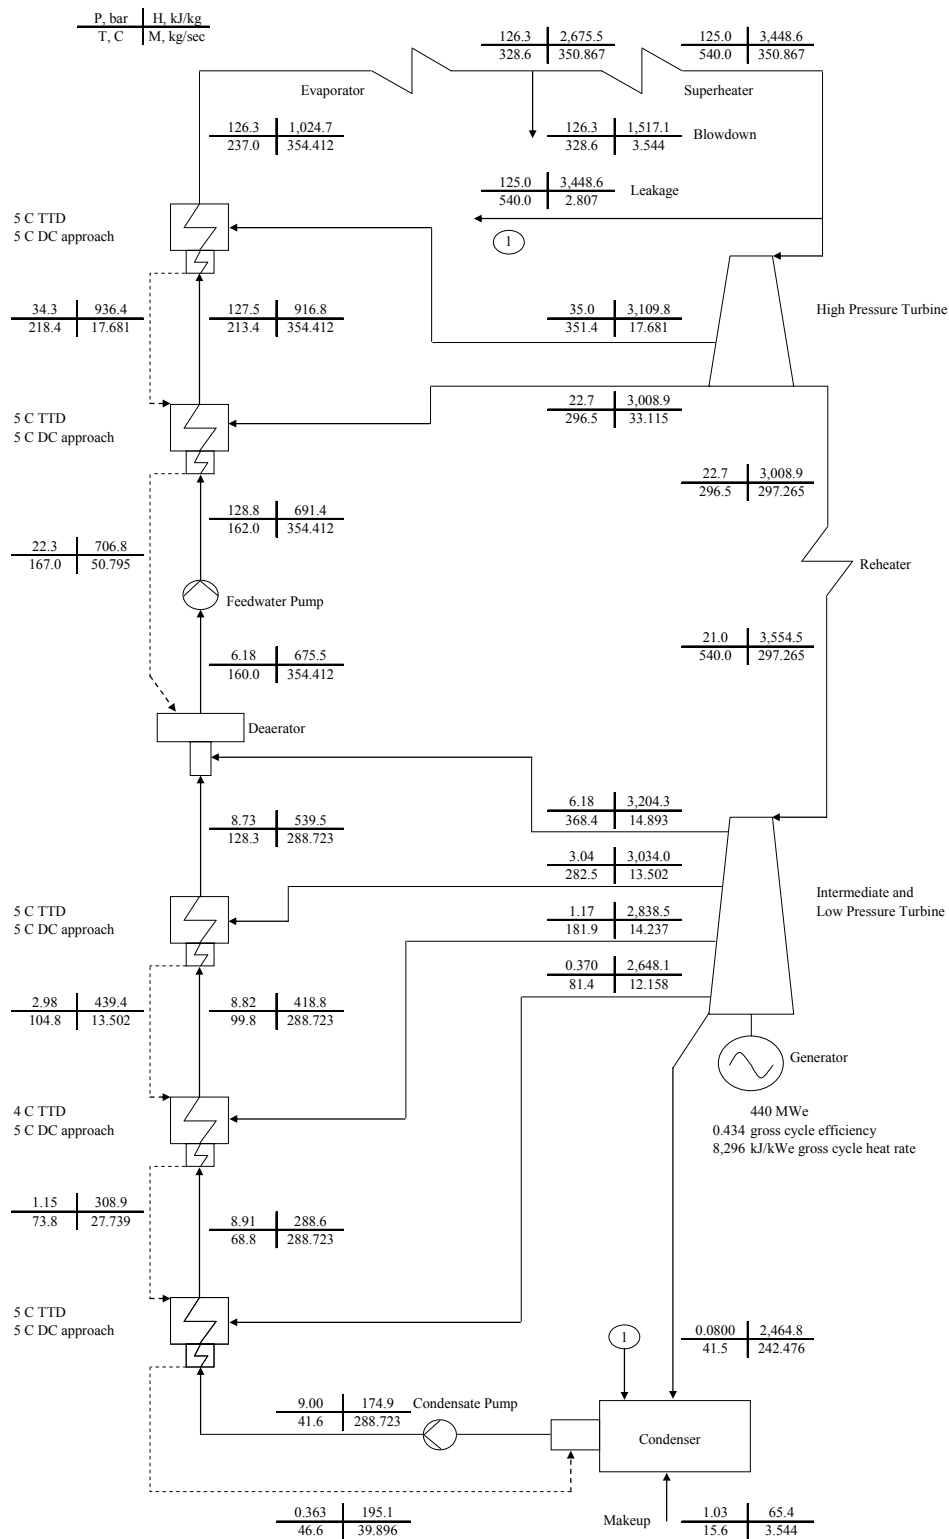 P, bar H, kJ/kg
T, C M, kg/sec
126.3 2,675.5
328.6 350.867
125.0 3,448.6
540.0 350.867
Evaporator
Superheater
126.3 1,024.7
237.0 354.412
126.3 1,517.1
328.6 3.544
Blowdown
125.0 3,448.6
540.0 2.807
Leakage
1
5 C TTD
5 C DC approach
34.3 936.4
218.4 17.681
127.5 916.8
213.4 354.412
35.0 3,109.8
351.4 17.681
High Pressure Turbine
5 C TTD
5 C DC approach
22.7 3,008.9
296.5 33.115
22.7 3,008.9
296.5 297.265
128.8 691.4
162.0 354.412
22.3 706.8
167.0 50.795
Reheater
Feedwater Pump
6.18 675.5
160.0 354.412
21.0 3,554.5
540.0 297.265
Deaerator
6.18 3,204.3
368.4 14.893
8.73 539.5
128.3 288.723
3.04 3,034.0
282.5 13.502
5 C TTD
5 C DC approach
1.17 2,838.5
181.9 14.237
Intermediate and
Low Pressure Turbine
0.370 2,648.1
81.4 12.158
2.98 439.4
104.8 13.502
8.82 418.8
99.8 288.723
Generator
440 MWe
0.434 gross cycle efficiency
8,296 kJ/kWe gross cycle heat rate
4 C TTD
5 C DC approach
1.15 308.9
73.8 27.739
8.91 288.6
68.8 288.723
5 C TTD
5 C DC approach
1
0.0800 2,464.8
41.5 242.476
9.00 174.9
41.6 288.723
Condensate Pump
Condenser
0.363 195.1
46.6 39.896
Makeup
1.03 65.4
15.6 3.544